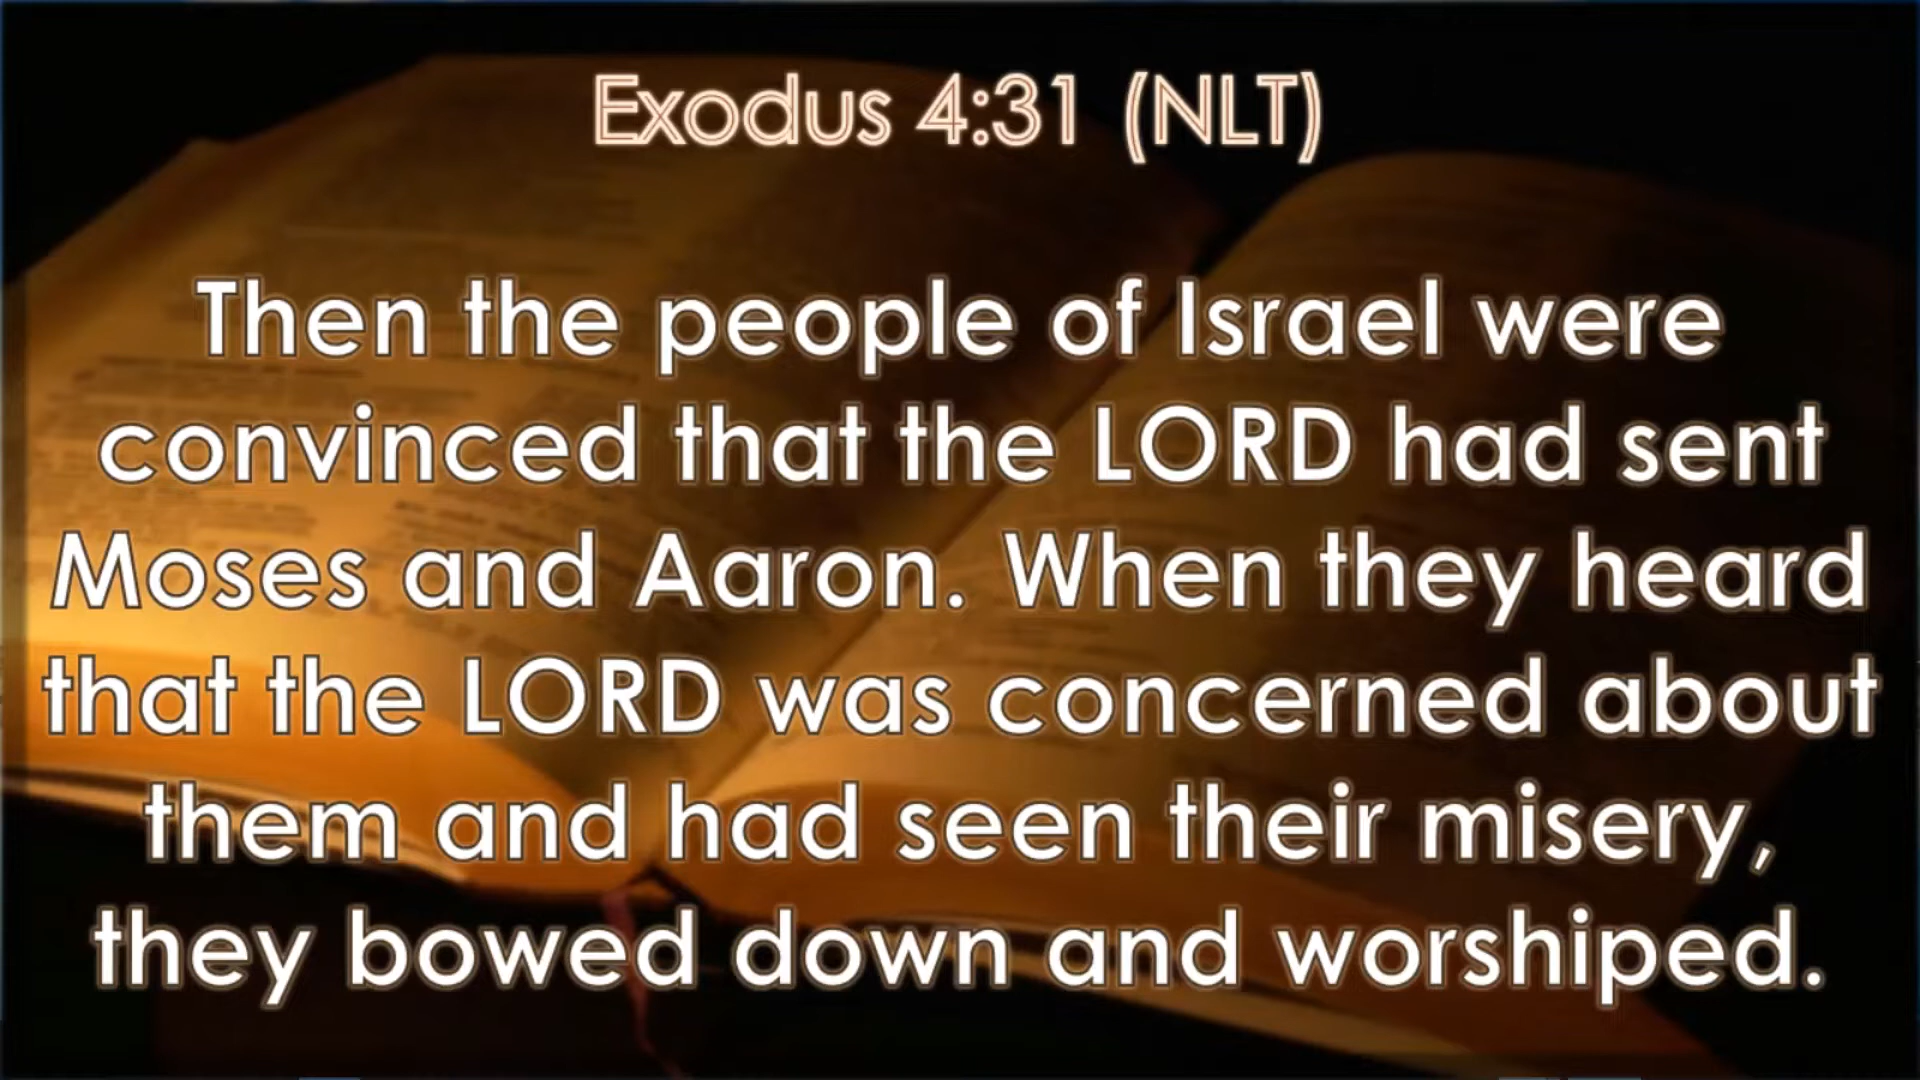 Exodus 4:31 (NLT)
Then the people of Israel were
convinced that the LORD had sent
Moses and Aaron. When they heard
that the LORD was concerned about
them and had seen their misery,
they bowed down and worshiped.